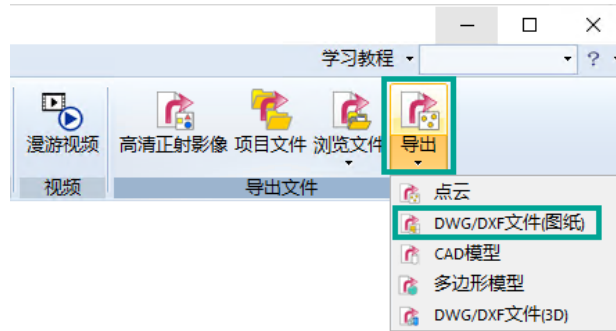 学习教程 ?
漫游视频 高清正射影像 项目文件 浏览文件 导出
视频 导出文件
点云
DWG/DXF文件(图纸)
CAD模型
多边形模型
DWG/DXF文件(3D)